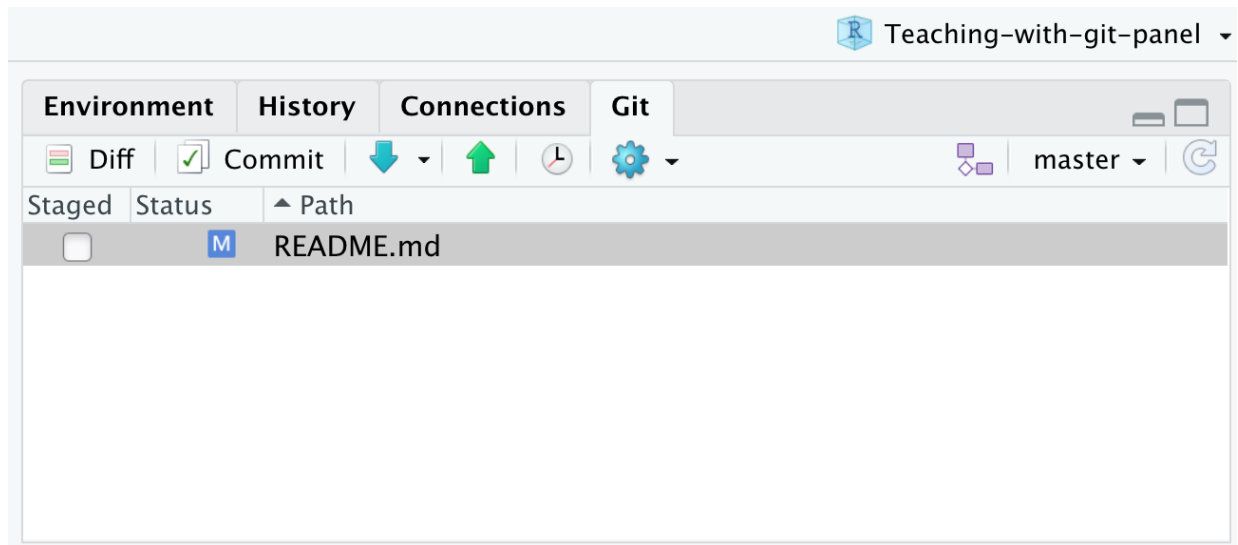 Teaching-with-git-panel
Environment History Connections Git
Diff Commit master
Staged Status Path
M README.md